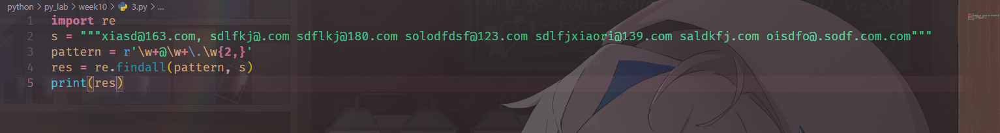 python > py_lab > week10 > 3.py > ...
1 import re
2 s = """xiasd@163.com, sdlfkj@.com sdflkj@180.com solodfdsf@123.com sdlfjxiaori@139.com saldkfj.com oisdfo@.sodf.com.com"""
3 pattern = r'\w+@\w+\.\w{2,}'
4 res = re.findall(pattern, s)
5 print(res)